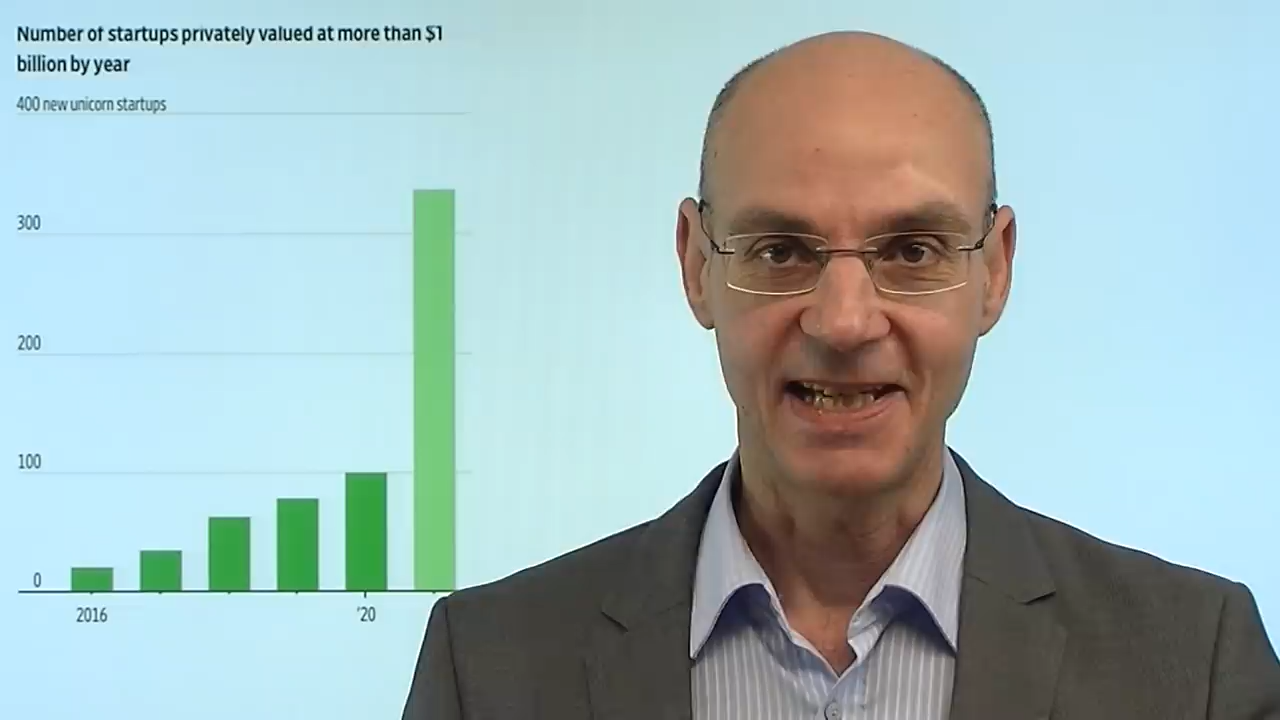 Number of startups privately valued at more than $1
billion by year
400 new unicorn startups
300
200
100
0
2016
'20